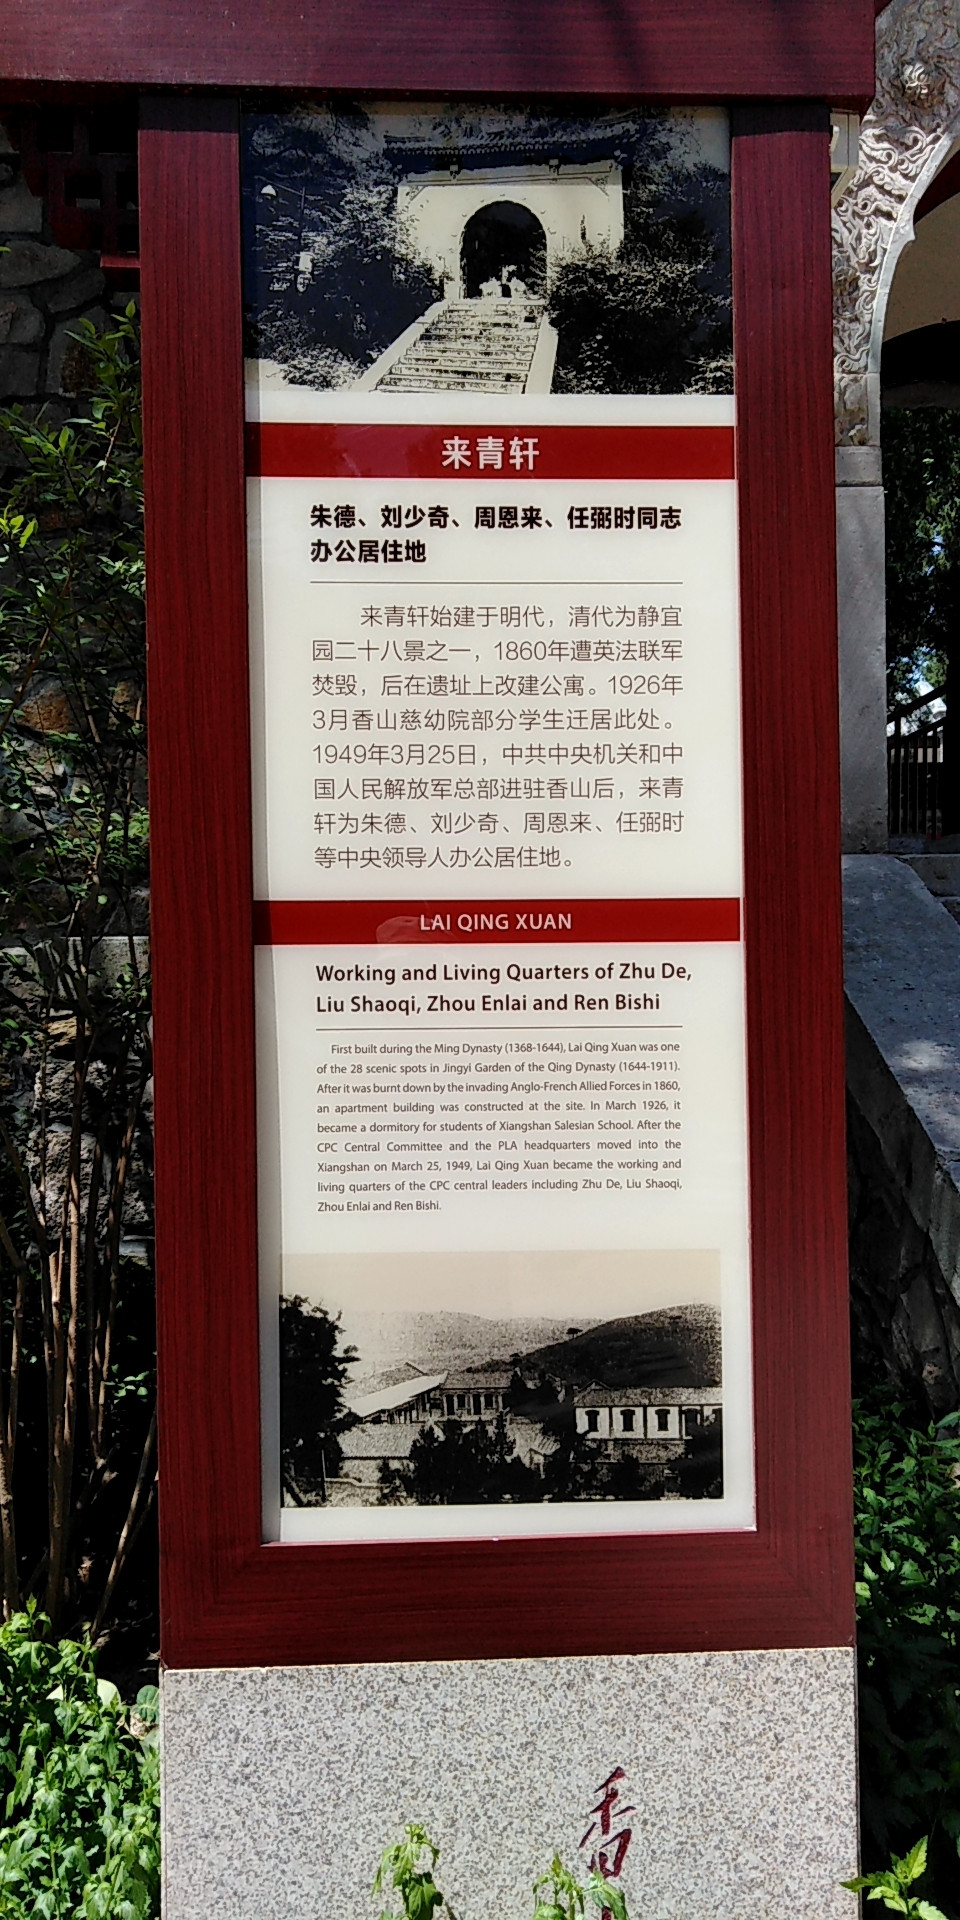 来青轩
朱德、刘少奇、周恩来、任弼时同志
办公居住地
来青轩始建于明代，清代为静宜
园二十八景之一，1860年遭英法联军
焚毁，后在遗址上改建公寓。1926年
3月香山慈幼院部分学生迁居此处。
1949年3月25日，中共中央机关和中
国人民解放军总部进驻香山后，来青
轩为朱德、刘少奇、周恩来、任弼时
等中央领导人办公居住地。
LAI QING XUAN
Working and Living Quarters of Zhu De,
Liu Shaoqi, Zhou Enlai and Ren Bishi
First built during the Ming Dynasty (1368-1644), Lai Qing Xuan was one
of the 28 scenic spots in Jingyi Garden of the Qing Dynasty (1644-1911).
After it was burnt down by the invading Anglo-French Allied Forces in 1860,
an apartment building was constructed at the site. In March 1926, it
became a dormitory for students of Xiangshan Salesian School. After the
CPC Central Committee and the PLA headquarters moved into the
Xiangshan on March 25, 1949, Lai Qing Xuan became the working and
living quarters of the CPC central leaders including Zhu De, Liu Shaoqi,
Zhou Enlai and Ren Bishi.
香